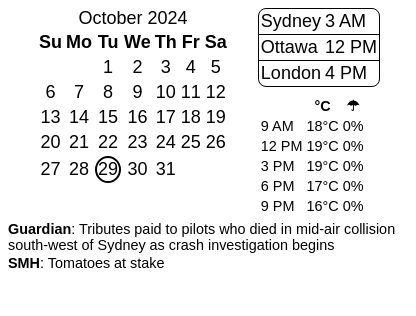 October 2024
Su Mo Tu We Th Fr Sa
1 2 3 4 5
6 7 8 9 10 11 12
13 14 15 16 17 18 19
20 21 22 23 24 25 26
27 28 29 30 31
Sydney 3 AM
Ottawa 12 PM
London 4 PM
°C ☂
9 AM 18°C 0%
12 PM 19°C 0%
3 PM 19°C 0%
6 PM 17°C 0%
9 PM 16°C 0%
Guardian: Tributes paid to pilots who died in mid-air collision
south-west of Sydney as crash investigation begins
SMH: Tomatoes at stake